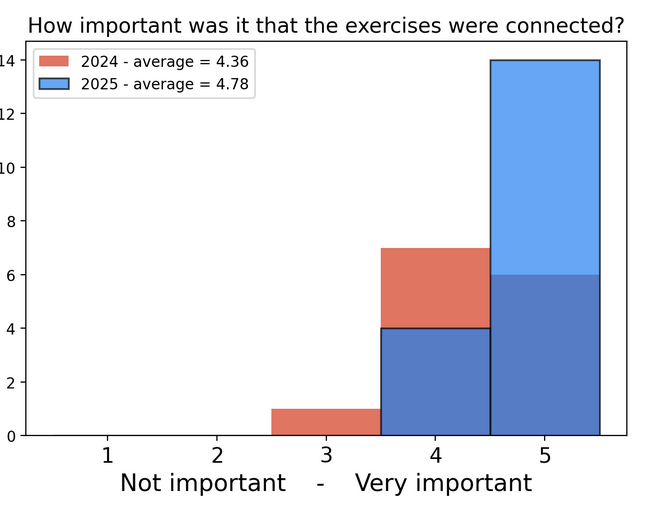 How important was it that the exercises were connected?
2024 - average = 4.36
2025 - average = 4.78
14
12
10
8
6
4
2
0
1 2 3 4 5
Not important - Very important